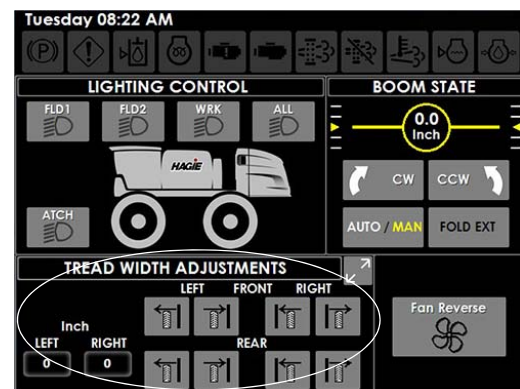 Tuesday 08:22 AM
(P)
LIGHTING CONTROL
FLD1 FLD2 WRK ALL
HAGIE
ATCH
BOOM STATE
0.0
Inch
CW CCW
AUTO / MAN FOLD EXT
TREAD WIDTH ADJUSTMENTS
LEFT FRONT RIGHT
Inch
LEFT RIGHT REAR
0 0
Fan Reverse